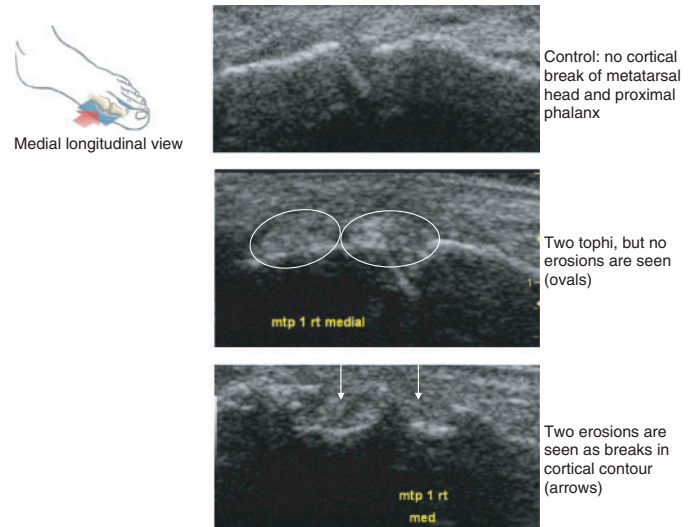 Medial longitudinal view
Control: no cortical
break of metatarsal
head and proximal
phalanx
mtp 1 rt medial
1-
Two tophi, but no
erosions are seen
(ovals)
mtp 1 rt
med
Two erosions are
seen as breaks in
cortical contour
(arrows)